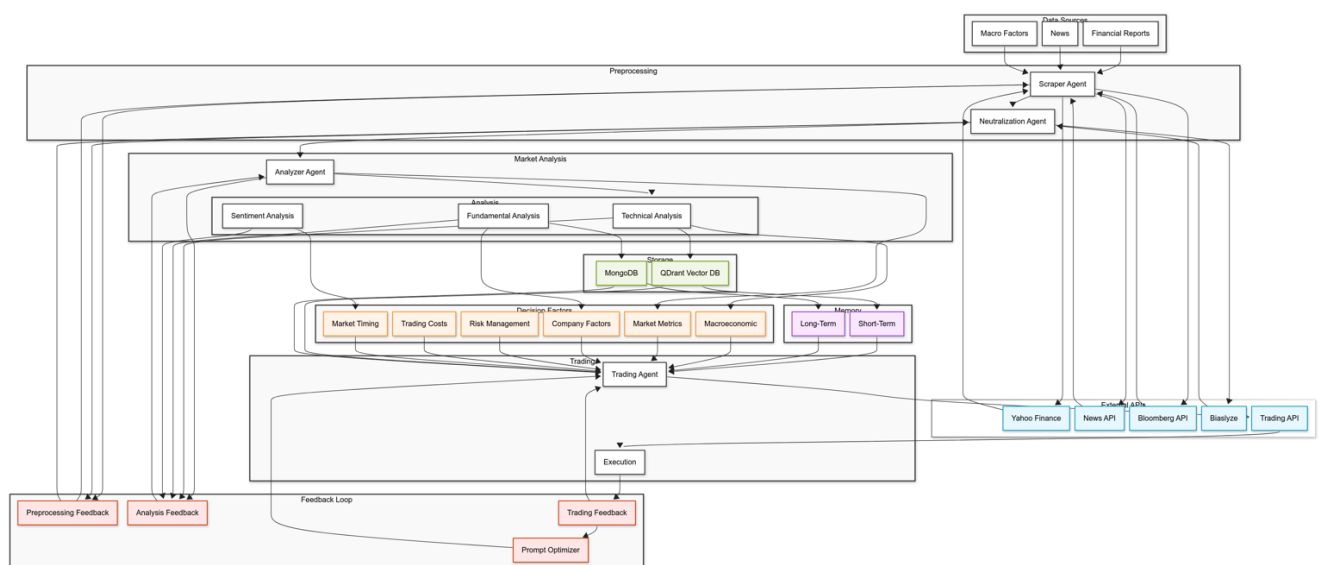 Data Sources
Macro Factors
News
Financial Reports
Preprocessing
Scraper Agent
Neutralization Agent
Market Analysis
Analyzer Agent
Analysis
Sentiment Analysis
Fundamental Analysis
Technical Analysis
Storage
MongoDB
QDrant Vector DB
Decision Factors
Market Timing
Trading Costs
Risk Management
Company Factors
Market Metrics
Macroeconomic
Memory
Long-Term
Short-Term
Trading
Trading Agent
External APIs
Yahoo Finance
News API
Bloomberg API
Biaslyze
Trading API
Execution
Feedback Loop
Preprocessing Feedback
Analysis Feedback
Trading Feedback
Prompt Optimizer